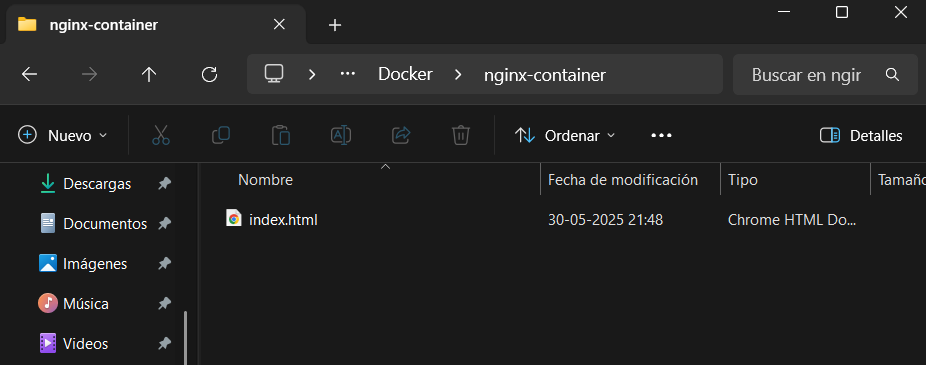 nginx-container
Docker nginx-container Buscar en ngir
Nuevo Ordenar Detalles
Nombre Fecha de modificación Tipo Tamaño
Descargas
index.html 30-05-2025 21:48 Chrome HTML Do...
Documentos
Imágenes
Música
Videos